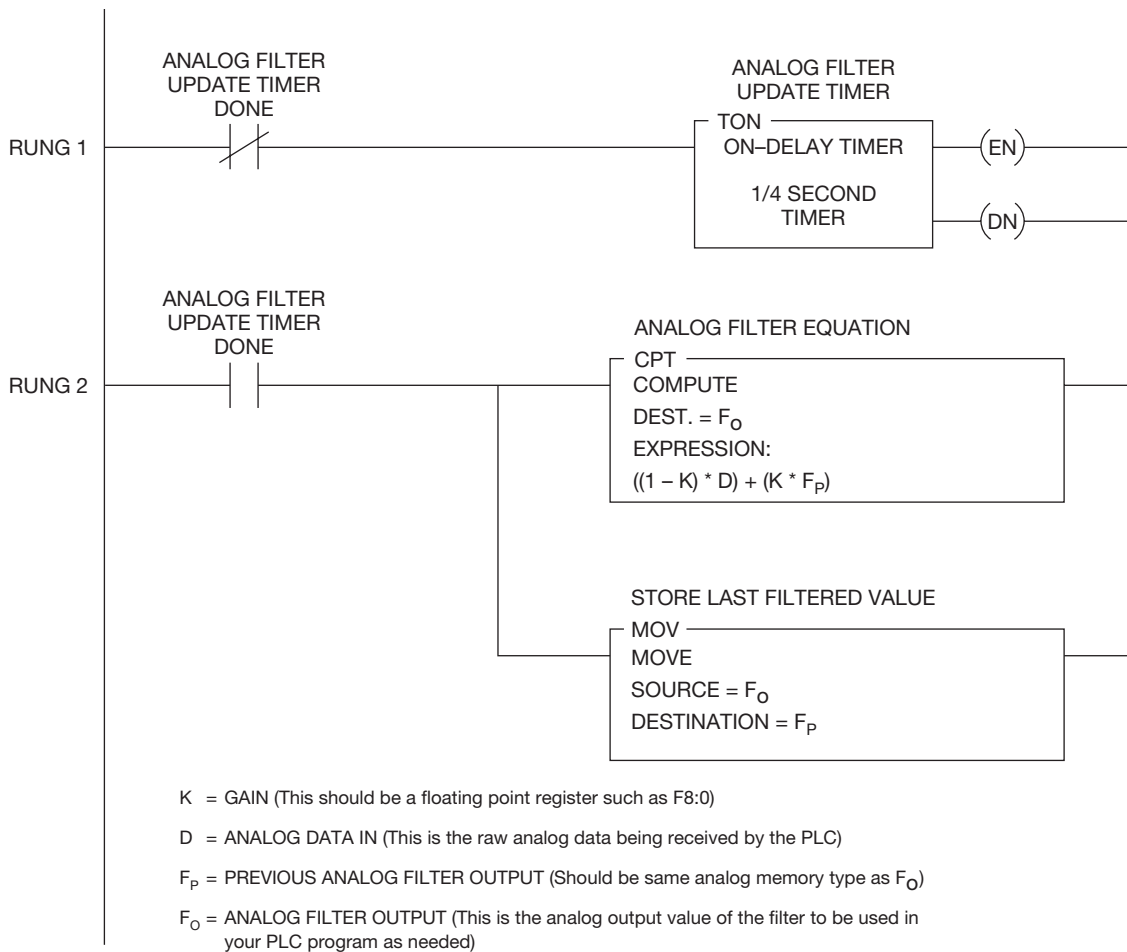 ANALOG FILTER
UPDATE TIMER
DONE
ANALOG FILTER
UPDATE TIMER
RUNG 1
TON
ON–DELAY TIMER
1/4 SECOND
TIMER
(EN)
(DN)
ANALOG FILTER
UPDATE TIMER
DONE
ANALOG FILTER EQUATION
RUNG 2
CPT
COMPUTE
DEST. = FO
EXPRESSION:
((1 – K) * D) + (K * FP)
STORE LAST FILTERED VALUE
MOV
MOVE
SOURCE = FO
DESTINATION = FP
K = GAIN (This should be a floating point register such as F8:0)
D = ANALOG DATA IN (This is the raw analog data being received by the PLC)
FP = PREVIOUS ANALOG FILTER OUTPUT (Should be same analog memory type as FO)
FO = ANALOG FILTER OUTPUT (This is the analog output value of the filter to be used in
your PLC program as needed)